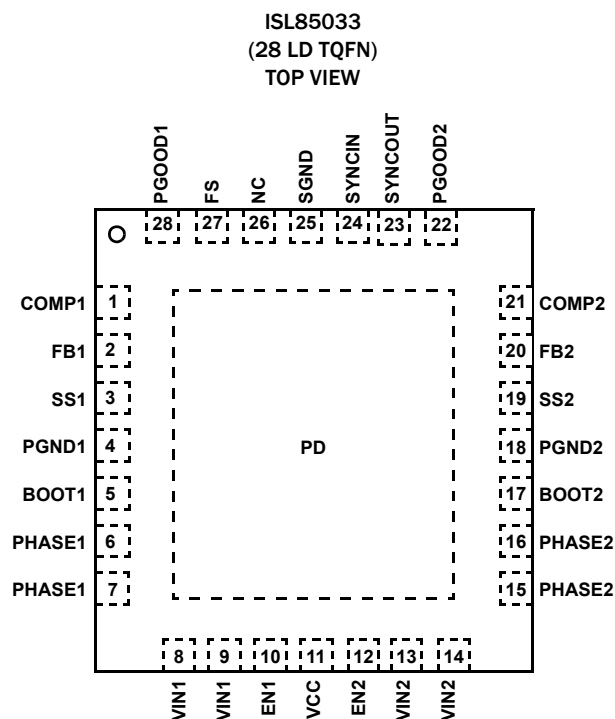 ISL85033
(28 LD TQFN)
TOP VIEW
PGOOD1
FS
NC
SGND
SYNCIN
SYNCOUT
PGOOD2
28 27 26 25 24 23 22
COMP1 1
21 COMP2
FB1 2
20 FB2
SS1 3
19 SS2
PGND1 4
PD
18 PGND2
BOOT1 5
17 BOOT2
PHASE1 6
16 PHASE2
PHASE1 7
15 PHASE2
8 9 10 11 12 13 14
VIN1
VIN1
EN1
VCC
EN2
VIN2
VIN2